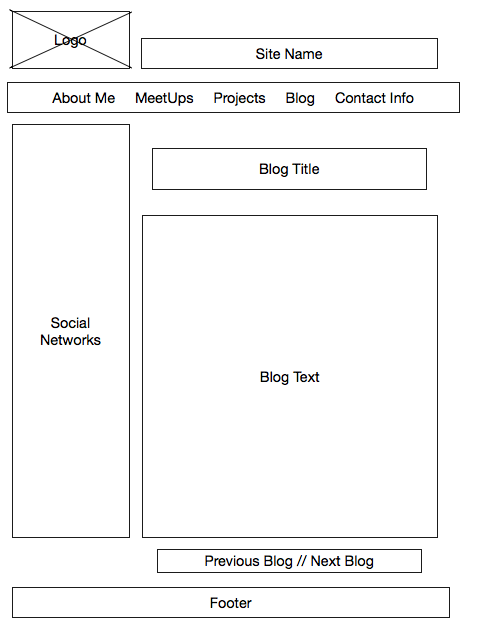 Logo
Site Name
About Me MeetUps Projects Blog Contact Info
Blog Title
Social
Networks
Blog Text
Previous Blog // Next Blog
Footer